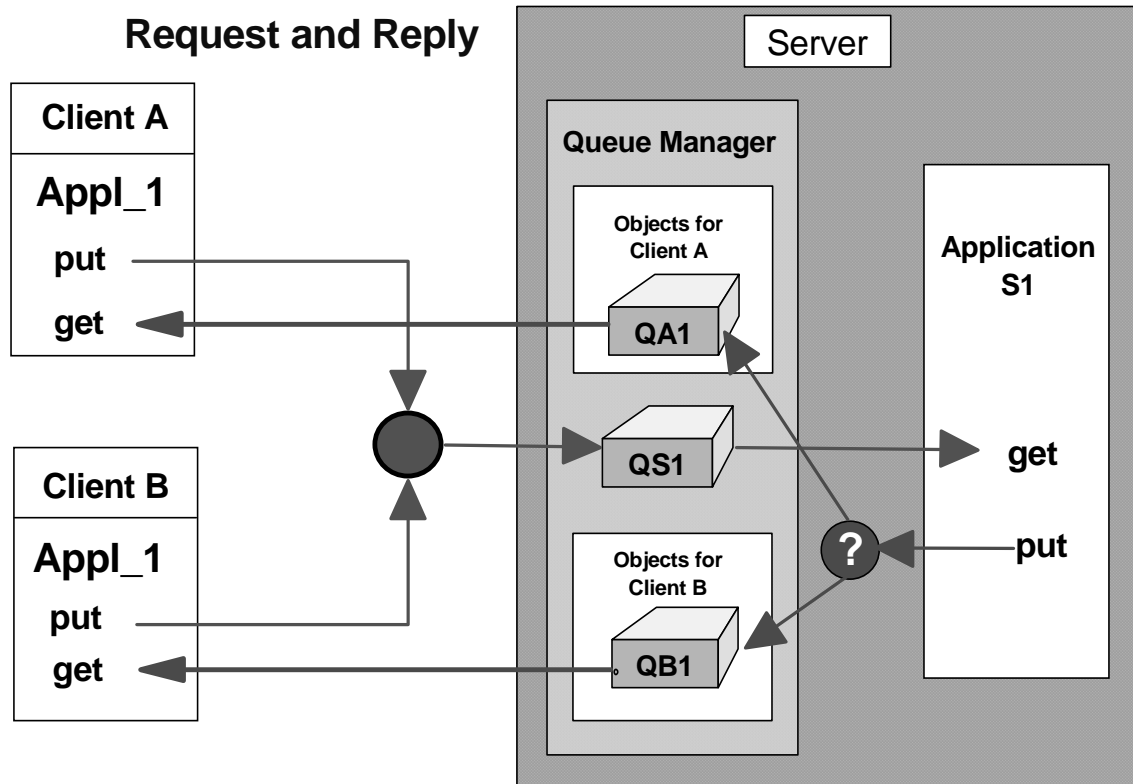 Request and Reply
Server
Client A
Appl_1
put
get
Client B
Appl_1
put
get
Queue Manager
Objects for
Client A
QA1
QS1
Objects for
Client B
QB1
Application
S1
get
put
?